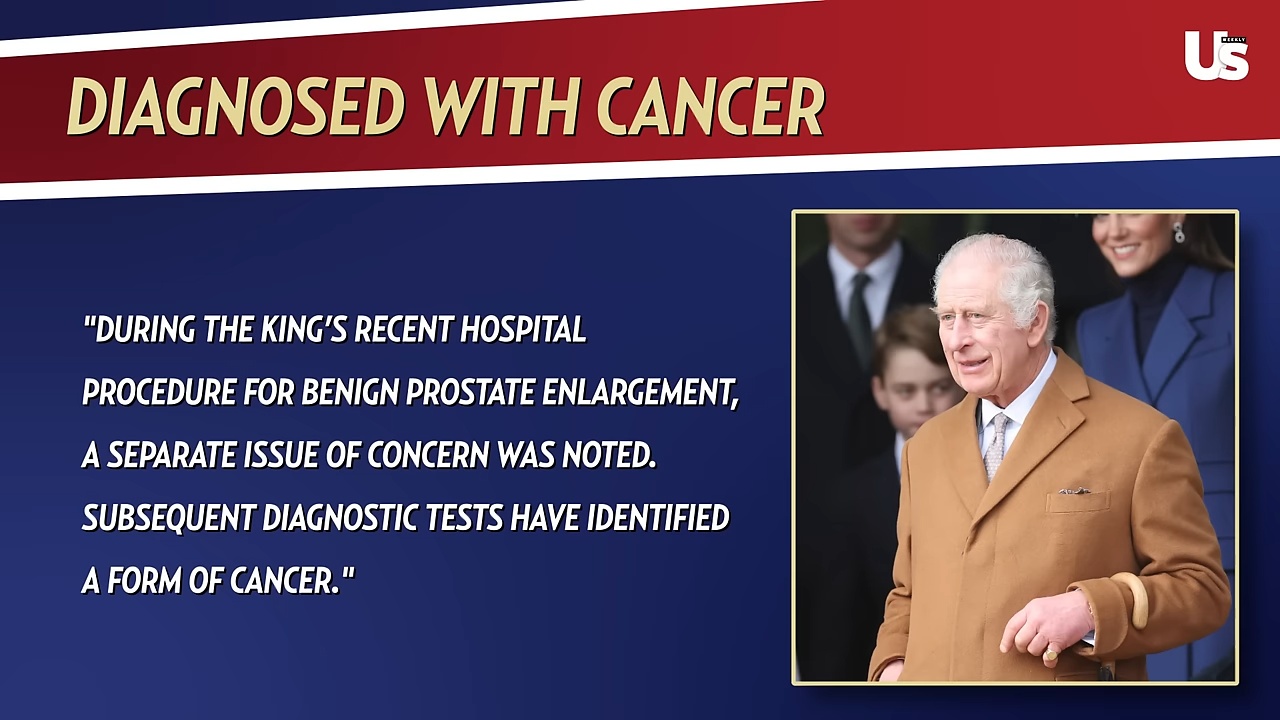 Us
WEEKLY
DIAGNOSED WITH CANCER
"DURING THE KING'S RECENT HOSPITAL
PROCEDURE FOR BENIGN PROSTATE ENLARGEMENT,
A SEPARATE ISSUE OF CONCERN WAS NOTED.
SUBSEQUENT DIAGNOSTIC TESTS HAVE IDENTIFIED
A FORM OF CANCER."